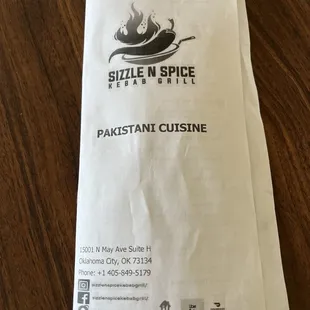 SIZZLE N SPICE
KEBAB GRILL
PAKISTANI CUISINE
15001 N May Ave Suite H
Oklahoma City, OK 73134
Phone: +1 405-849-5179